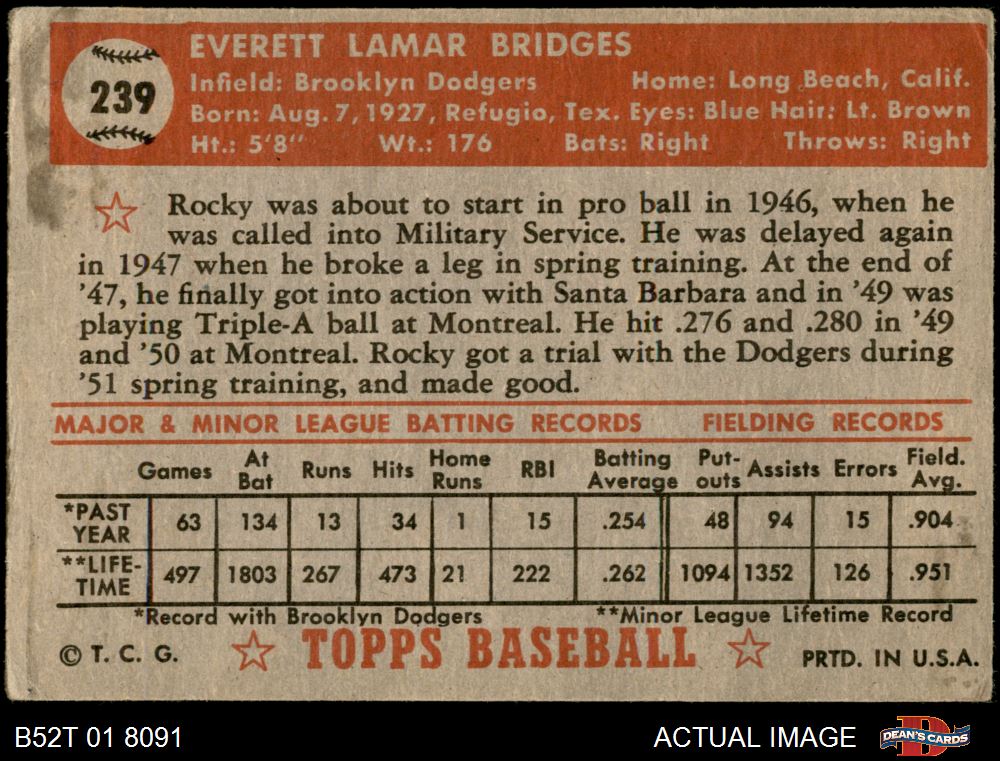 239
EVERETT LAMAR BRIDGES
Infield: Brooklyn Dodgers Home: Long Beach, Calif.
Born: Aug. 7, 1927, Refugio, Tex. Eyes: Blue Hair: Lt. Brown
Ht.: 5'8" Wt.: 176 Bats: Right Throws: Right
Rocky was about to start in pro ball in 1946, when he
was called into Military Service. He was delayed again
in 1947 when he broke a leg in spring training. At the end of
'47, he finally got into action with Santa Barbara and in '49 was
playing Triple-A ball at Montreal. He hit .276 and .280 in '49
and '50 at Montreal. Rocky got a trial with the Dodgers during
'51 spring training, and made good.
MAJOR & MINOR LEAGUE BATTING RECORDS FIELDING RECORDS
Games At Bat Runs Hits Home Runs RBI Batting Average Put-outs Assists Errors Field. Avg.
*PAST YEAR 63 134 13 34 1 15 .254 48 94 15 .904
**LIFE-TIME 497 1803 267 473 21 222 .262 1094 1352 126 .951
*Record with Brooklyn Dodgers **Minor League Lifetime Record
© T. C. G. TOPPS BASEBALL PRTD. IN U.S.A.
B52T 01 8091 ACTUAL IMAGE DEAN'S CARDS